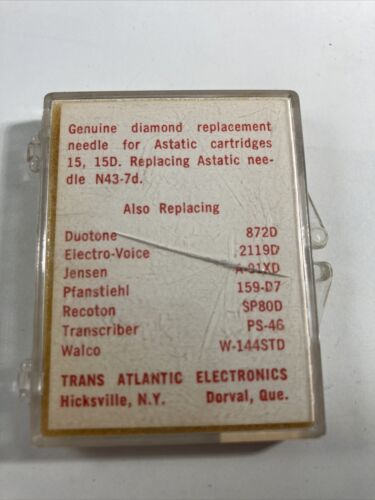 Genuine diamond replacement
needle for Astatic cartridges
15, 15D. Replacing Astatic nee-
dle N43-7d.
Also Replacing
Duotone 872D
Electro-Voice 2119D
Jensen A-91XD
Pfanstiehl 159-D7
Recoton SP80D
Transcriber PS-46
Walco W-144STD
TRANS ATLANTIC ELECTRONICS
Hicksville, N.Y. Dorval, Que.